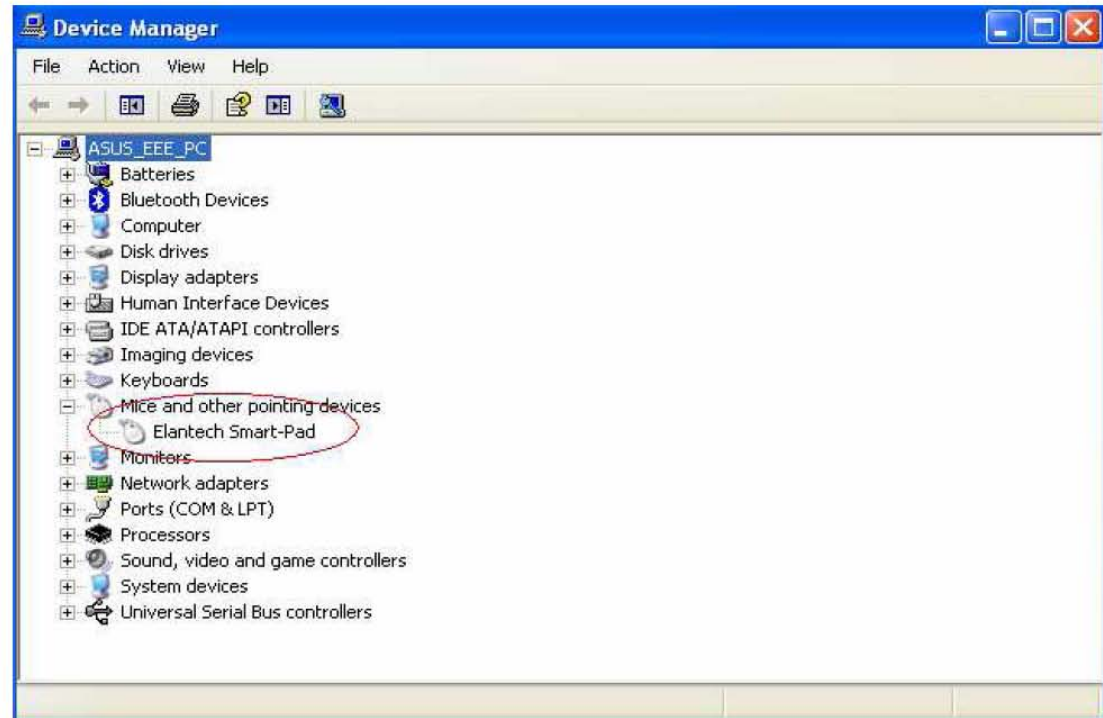 Device Manager
File Action View Help
ASUS_EEE_PC
Batteries
Bluetooth Devices
Computer
Disk drives
Display adapters
Human Interface Devices
IDE ATA/ATAPI controllers
Imaging devices
Keyboards
Mice and other pointing devices
Elantech Smart-Pad
Monitors
Network adapters
Ports (COM & LPT)
Processors
Sound, video and game controllers
System devices
Universal Serial Bus controllers